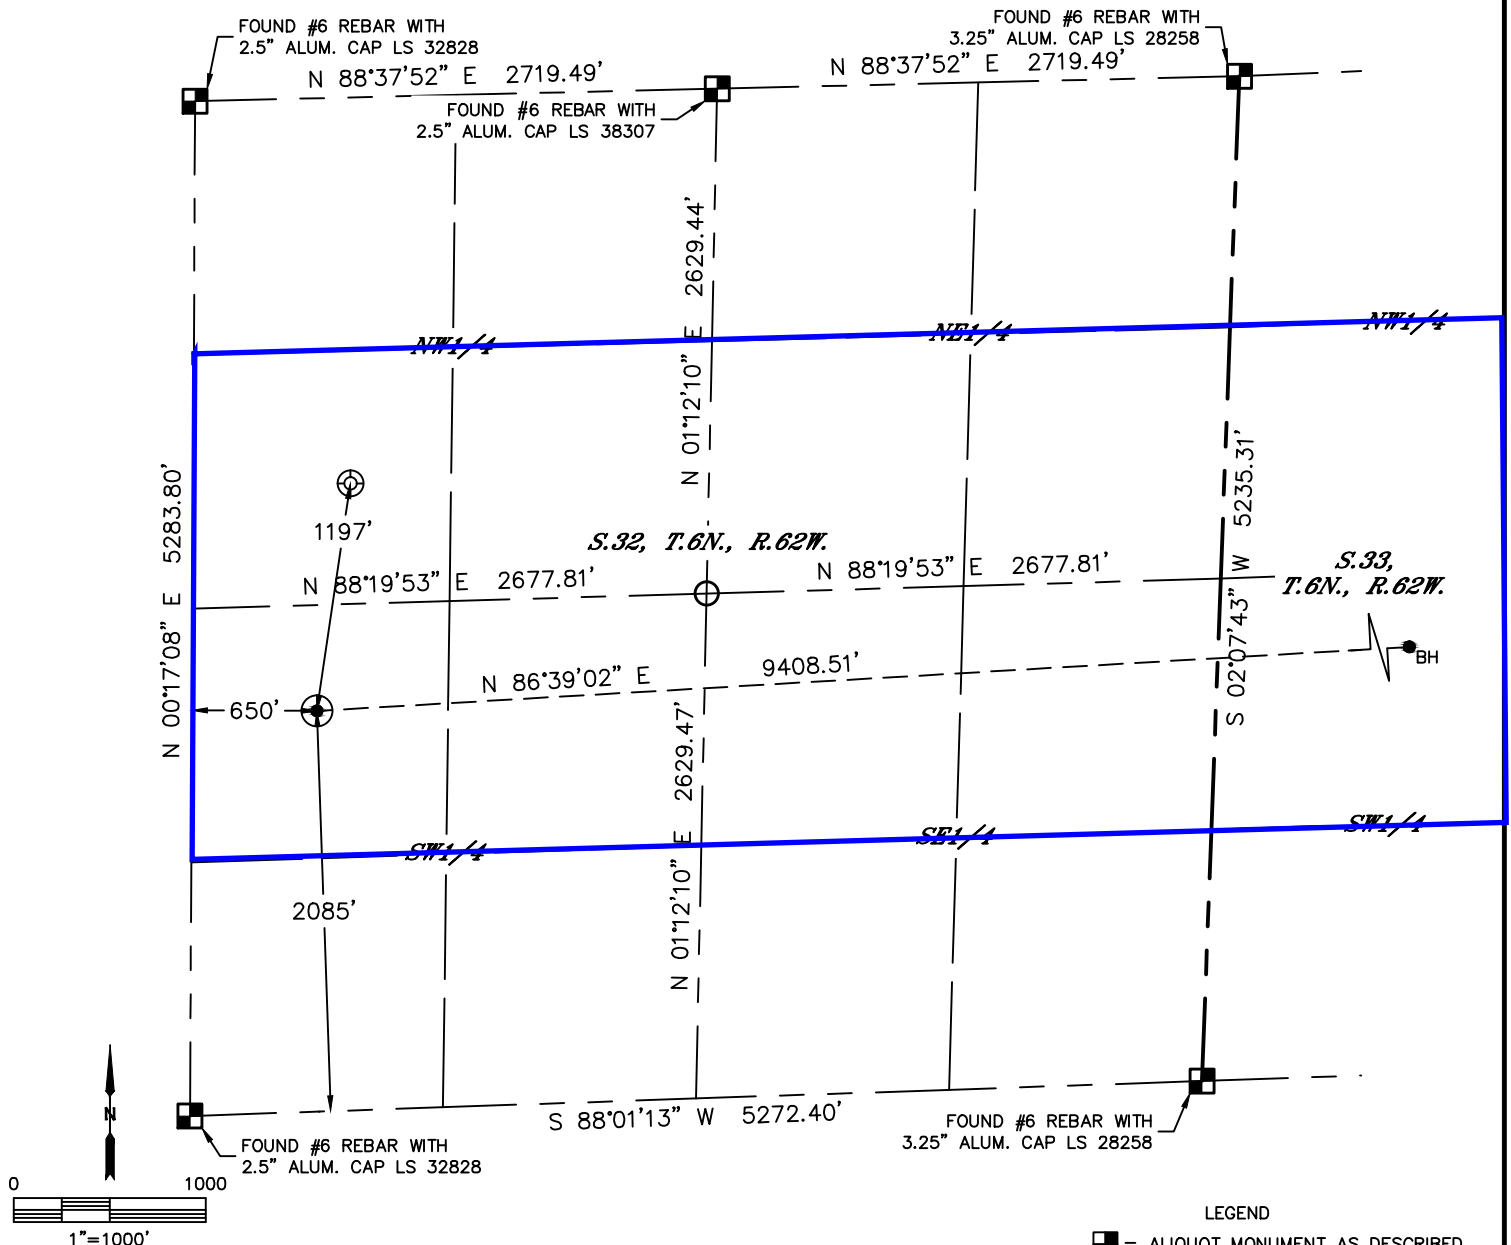 FOUND #6 REBAR WITH
2.5" ALUM. CAP LS 32828
FOUND #6 REBAR WITH
3.25" ALUM. CAP LS 28258
N 88°37'52" E 2719.49'
N 88°37'52" E 2719.49'
FOUND #6 REBAR WITH
2.5" ALUM. CAP LS 38307
N 01°12'10" E 2629.44'
NW1/4
NE1/4
NW1/4
N 00°17'08" E 5283.80'
1197'
S.32, T.6N., R.62W.
S 02°07'43" W 5235.31'
S.33,
T.6N., R.62W.
N 88°19'53" E 2677.81'
N 88°19'53" E 2677.81'
N 86°39'02" E 9408.51'
BH
650'
N 01°12'10" E 2629.47'
SW1/4
SE1/4
SW1/4
2085'
S 88°01'13" W 5272.40'
N
FOUND #6 REBAR WITH
2.5" ALUM. CAP LS 32828
FOUND #6 REBAR WITH
3.25" ALUM. CAP LS 28258
0 1000
1"=1000'
LEGEND
= ALIQUOT MONUMENT AS DESCRIBED